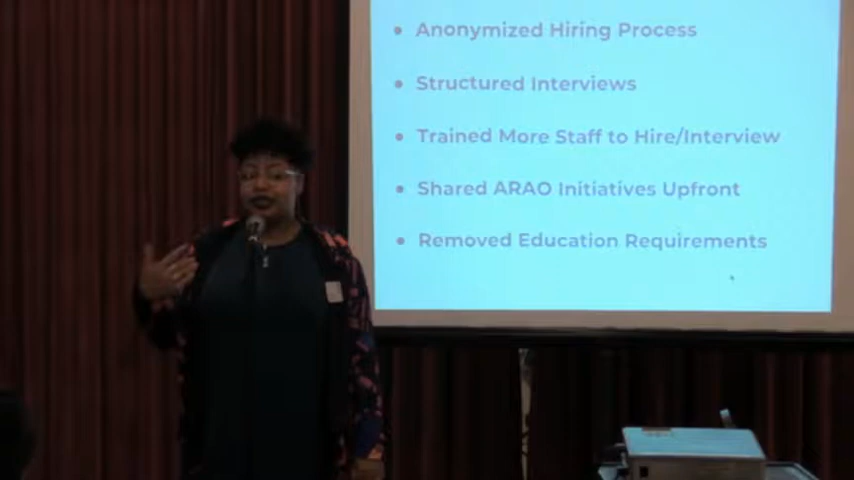 Anonymized Hiring Process
Structured Interviews
Trained More Staff to Hire/Interview
Shared ARAO Initiatives Upfront
Removed Education Requirements